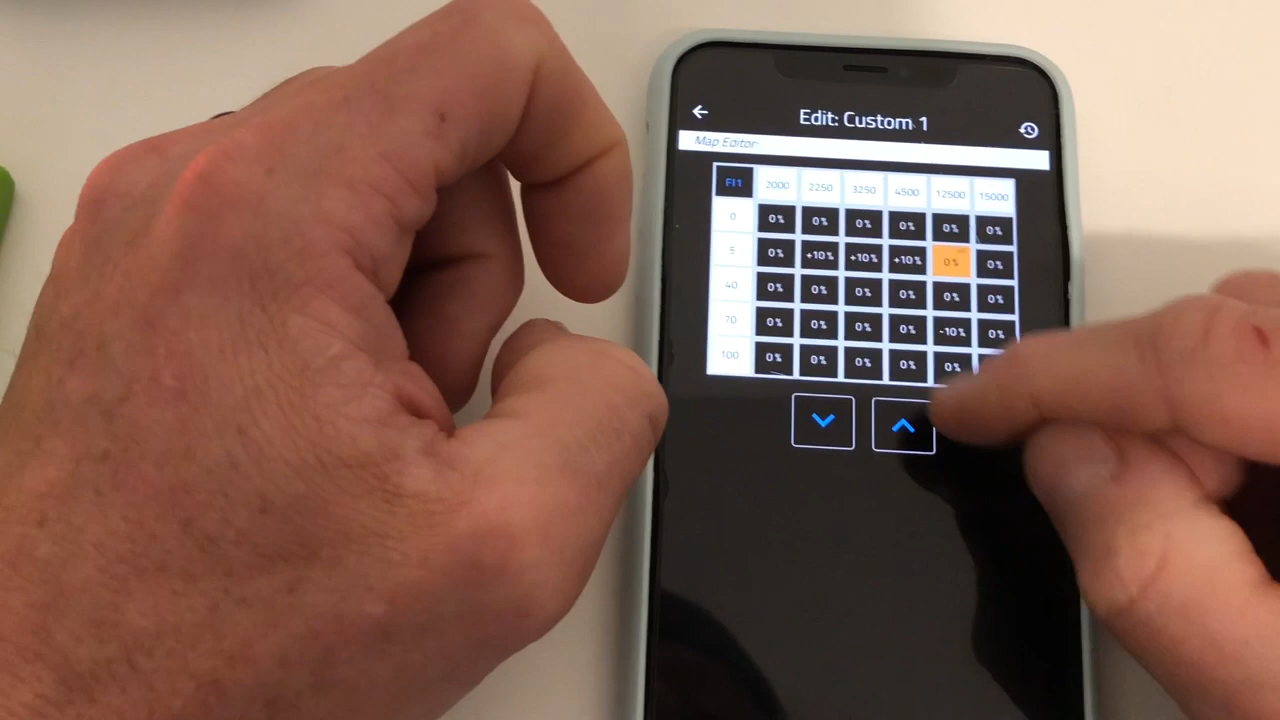 Edit: Custom 1
Map Editor:
FI1 2000 2250 3250 4500 12500 15000
0 0% 0% 0% 0% 0% 0%
5 0% +10% +10% +10% 0% 0%
40 0% 0% 0% 0% 0% 0%
70 0% 0% 0% 0% -10% 0%
100 0% 0% 0% 0% 0%